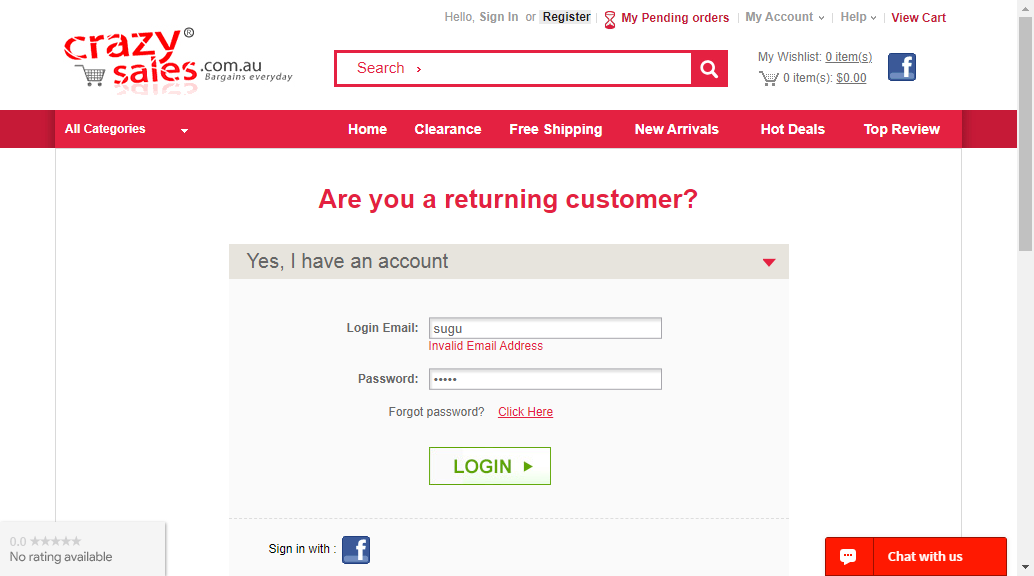 Hello, Sign In or Register My Pending orders My Account Help View Cart
crazy sales® .com.au
Bargains everyday
Search ›
My Wishlist: 0 item(s)
0 item(s): $0.00
All Categories Home Clearance Free Shipping New Arrivals Hot Deals Top Review
Are you a returning customer?
Yes, I have an account
Login Email: sugu
Invalid Email Address
Password: •••••
Forgot password? Click Here
LOGIN
Sign in with : f
0.0 ★★★★★
No rating available
Chat with us